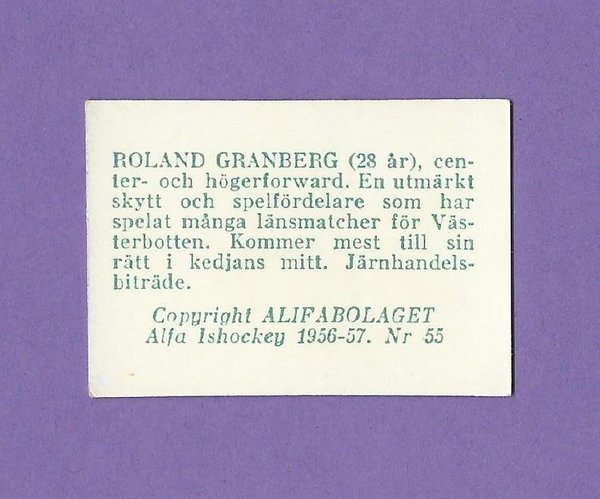 ROLAND GRANBERG (28 år), cen-
ter- och högerforward. En utmärkt
skytt och spelfördelare som har
spelat många länsmatcher för Väs-
terbotten. Kommer mest till sin
rätt i kedjans mitt. Järnhandels-
biträde.
Copyright ALIFABOLAGET
Alfa Ishockey 1956-57. Nr 55